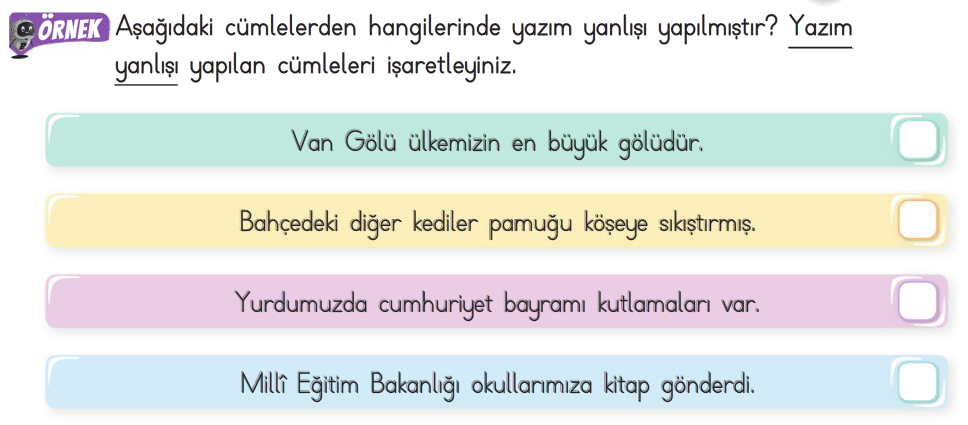 ÖRNEK Aşağıdaki cümlelerden hangilerinde yazım yanlışı yapılmıştır? Yazım
yanlışı yapılan cümleleri işaretleyiniz.
Van Gölü ülkemizin en büyük gölüdür.
Bahçedeki diğer kediler pamuğu köşeye sıkıştırmış.
Yurdumuzda cumhuriyet bayramı kutlamaları var.
Millî Eğitim Bakanlığı okullarımıza kitap gönderdi.